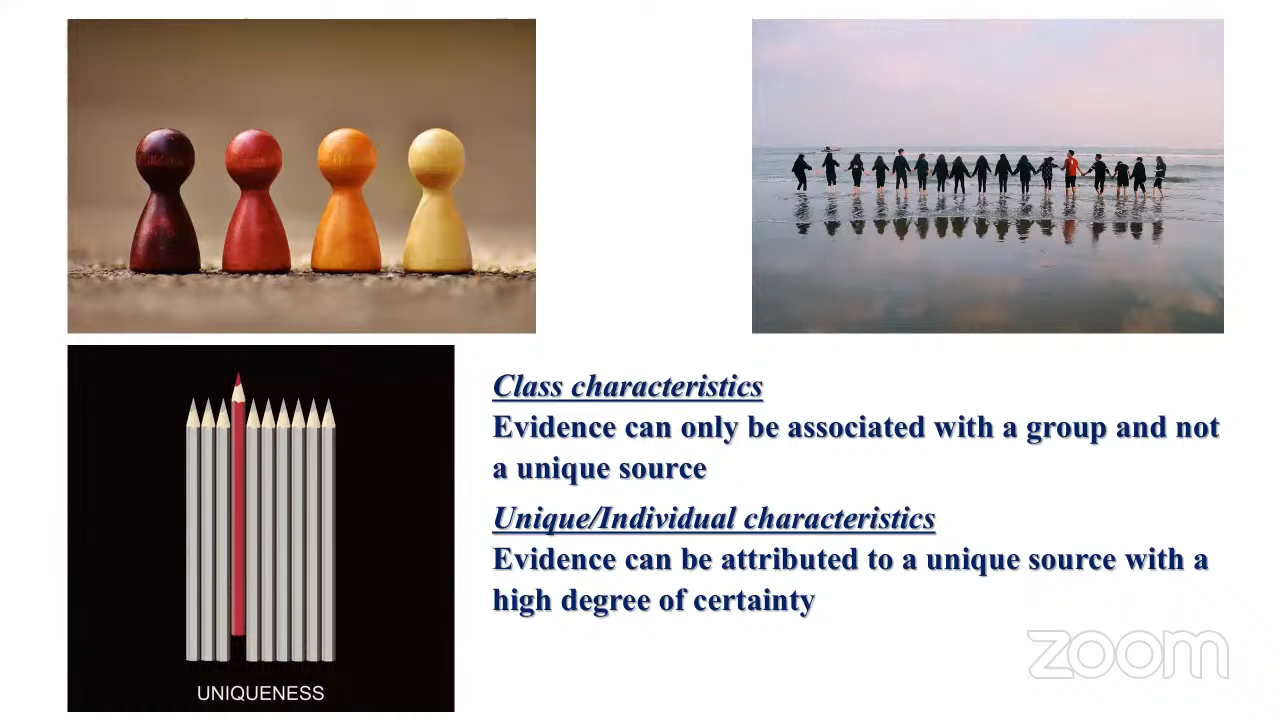 Class characteristics
Evidence can only be associated with a group and not
a unique source
Unique/Individual characteristics
Evidence can be attributed to a unique source with a
high degree of certainty
UNIQUENESS
zoom